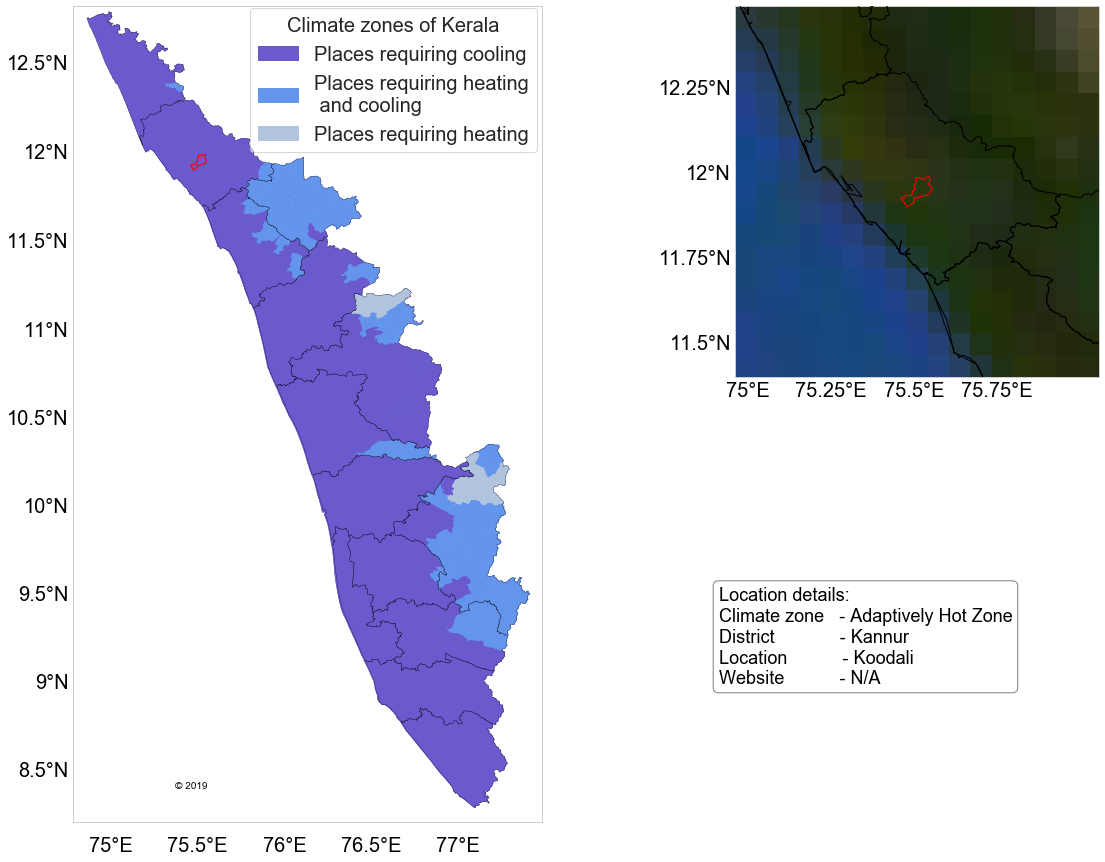 Climate zones of Kerala
Places requiring cooling
Places requiring heating
and cooling
Places requiring heating
12.5°N
12°N
11.5°N
11°N
10.5°N
10°N
9.5°N
9°N
8.5°N
© 2019
75°E 75.5°E 76°E 76.5°E 77°E
12.25°N
12°N
11.75°N
11.5°N
75°E 75.25°E 75.5°E 75.75°E
Location details:
Climate zone - Adaptively Hot Zone
District - Kannur
Location - Koodali
Website - N/A